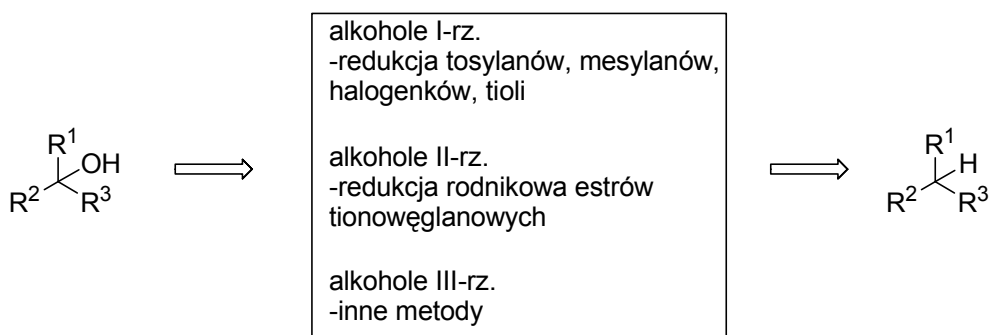 alkohole I-rz.
-redukcja tosylanów, mesylanów,
halogenków, tioli
R¹
OH
R²
R³
alkohole II-rz.
-redukcja rodnikowa estrów
tionowęglanowych
R¹
H
R²
R³
alkohole III-rz.
-inne metody